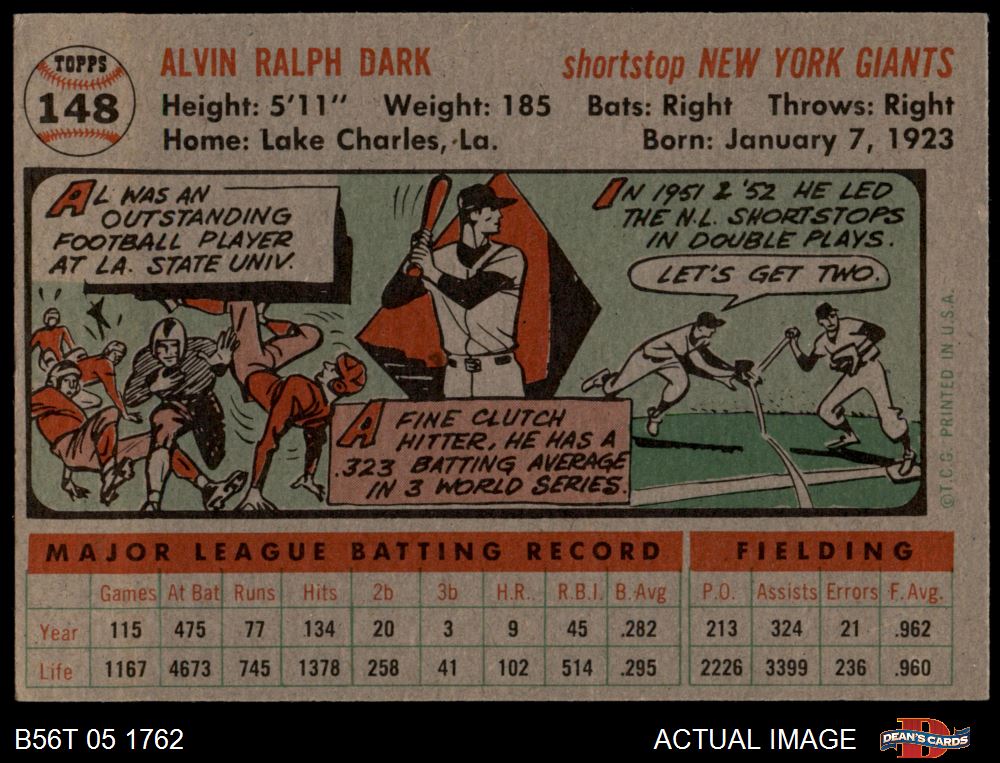 TOPPS
148
ALVIN RALPH DARK shortstop NEW YORK GIANTS
Height: 5'11" Weight: 185 Bats: Right Throws: Right
Home: Lake Charles, La. Born: January 7, 1923
AL WAS AN
OUTSTANDING
FOOTBALL PLAYER
AT LA. STATE UNIV.
IN 1951 & '52 HE LED
THE N.L. SHORTSTOPS
IN DOUBLE PLAYS.
LET'S GET TWO.
A FINE CLUTCH
HITTER, HE HAS A
.323 BATTING AVERAGE
IN 3 WORLD SERIES.
©T.C.G. PRINTED IN U.S.A.
MAJOR LEAGUE BATTING RECORD FIELDING
Games At Bat Runs Hits 2b 3b H.R. R.B.I. B.Avg P.O. Assists Errors F.Avg.
Year 115 475 77 134 20 3 9 45 .282 213 324 21 .962
Life 1167 4673 745 1378 258 41 102 514 .295 2226 3399 236 .960
B56T 05 1762 ACTUAL IMAGE DEAN'S CARDS